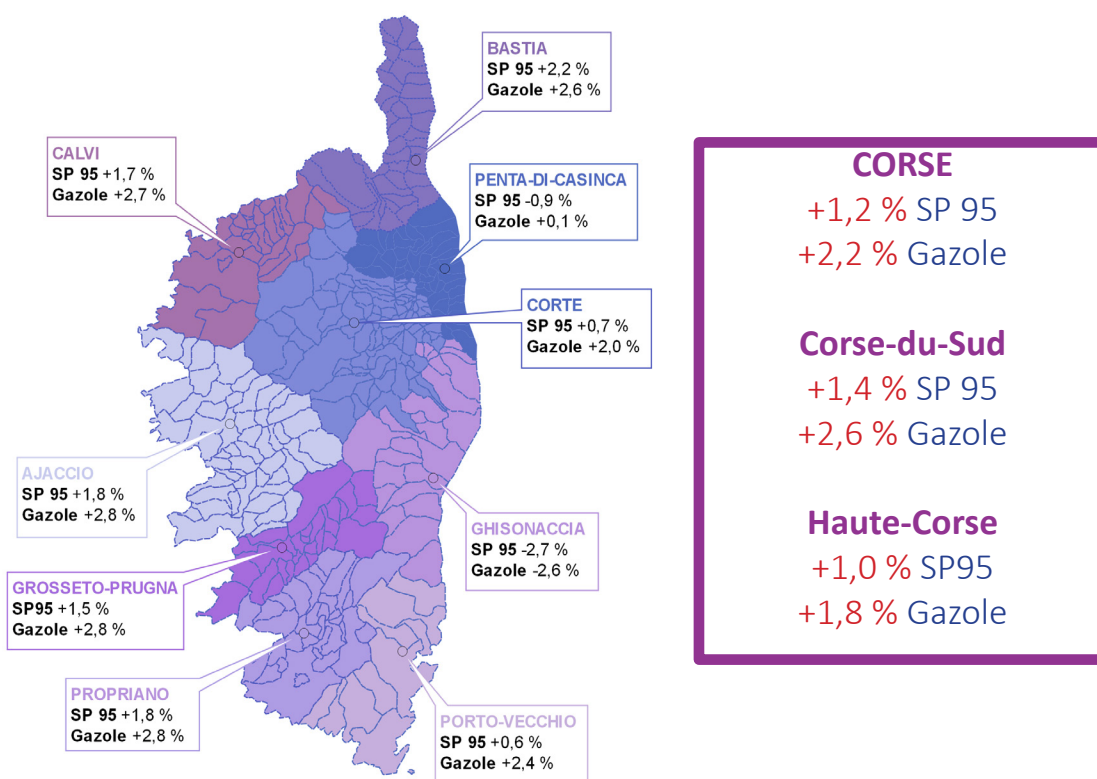 BASTIA
SP 95 +2,2 %
Gazole +2,6 %
CALVI
SP 95 +1,7 %
Gazole +2,7 %
PENTA-DI-CASINCA
SP 95 -0,9 %
Gazole +0,1 %
CORTE
SP 95 +0,7 %
Gazole +2,0 %
AJACCIO
SP 95 +1,8 %
Gazole +2,8 %
GHISONACCIA
SP 95 -2,7 %
Gazole -2,6 %
GROSSETO-PRUGNA
SP95 +1,5 %
Gazole +2,8 %
PROPRIANO
SP 95 +1,8 %
Gazole +2,8 %
PORTO-VECCHIO
SP 95 +0,6 %
Gazole +2,4 %
CORSE
+1,2 % SP 95
+2,2 % Gazole
Corse-du-Sud
+1,4 % SP 95
+2,6 % Gazole
Haute-Corse
+1,0 % SP95
+1,8 % Gazole